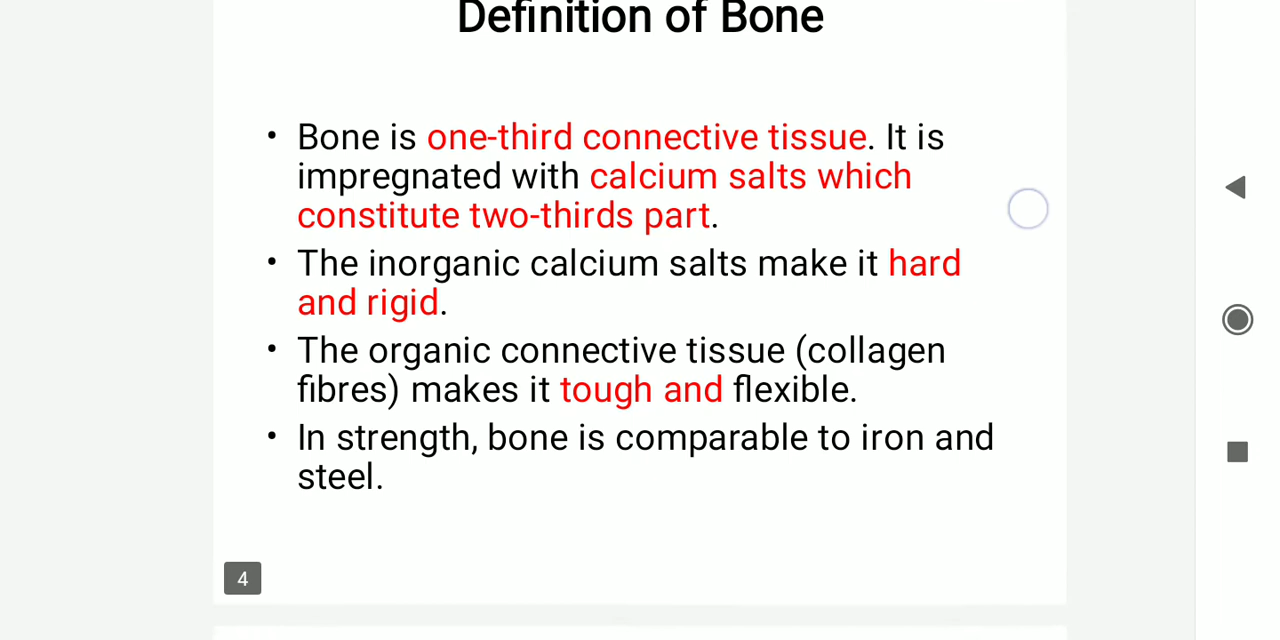 Definition of Bone
• Bone is one-third connective tissue. It is
impregnated with calcium salts which
constitute two-thirds part.
• The inorganic calcium salts make it hard
and rigid.
• The organic connective tissue (collagen
fibres) makes it tough and flexible.
• In strength, bone is comparable to iron and
steel.
4